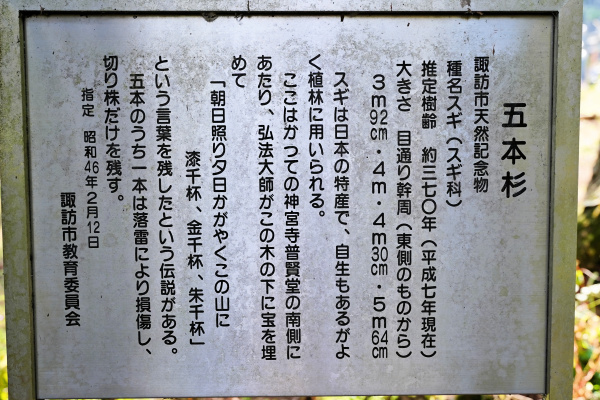 五本杉
諏訪市天然記念物
種名スギ（スギ科）
推定樹齢　約三七〇年（平成七年現在）
大きさ　目通り幹周（東側のものから）
３ｍ92㎝・４ｍ・４ｍ30㎝・５ｍ64㎝
スギは日本の特産で、自生もあるがよ
く植林に用いられる。
ここはかつての神宮寺普賢堂の南側に
あたり、弘法大師がこの木の下に宝を埋
めて
「朝日照り夕日かがやくこの山に
漆千杯、金千杯、朱千杯」
という言葉を残したという伝説がある。
五本のうち一本は落雷により損傷し、
切り株だけを残す。
指定　昭和46年２月12日
諏訪市教育委員会